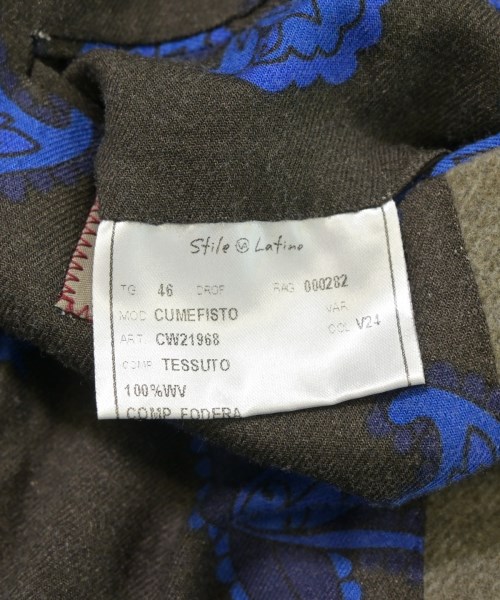 Stile Latino
TG. 46 DROP RAG. 000282
MOD. CUMEFISTO VAR.
ART. CW21968 COL. V24
COMP. TESSUTO
100%WV
COMP.FODERA